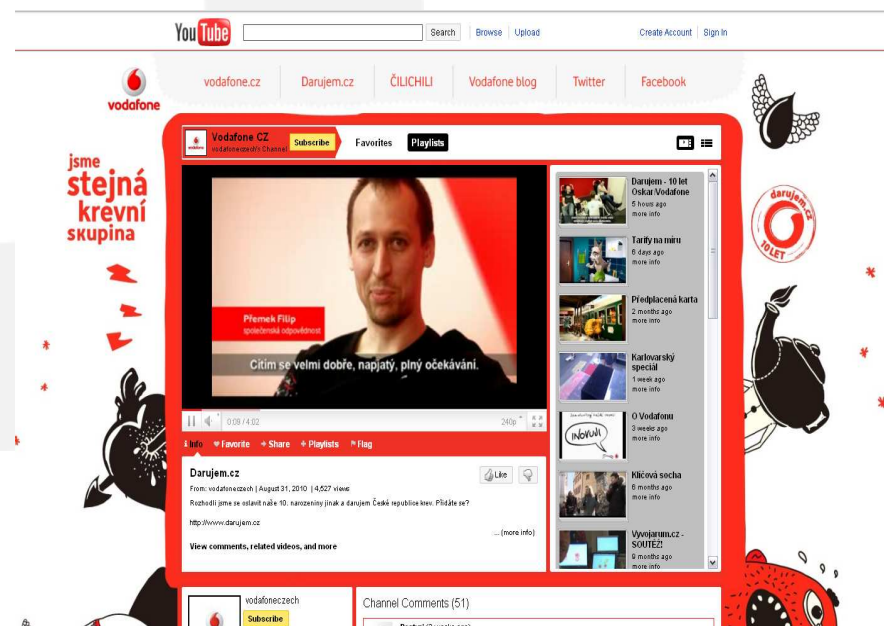 YouTube
Search
Browse
Upload
Create Account
Sign In
vodafone
vodafone.cz
Darujem.cz
ČILICHILI
Vodafone blog
Twitter
Facebook
jsme
stejná
krevní
skupina
darujem.cz
10 LET
Vodafone CZ
vodafoneczech's Channel
Subscribe
Favorites
Playlists
Přemek Filip
společenská odpovědnost
Cítím se velmi dobře, napjatý, plný očekávání.
0:09 / 4:02
240p
Info
Favorite
Share
Playlists
Flag
Darujem.cz
Like
From: vodafoneczech | August 31, 2010 | 4,527 views
Rozhodli jsme se oslavit naše 10. narozeniny jinak a darujem České republice krev. Přidáte se?
http://www.darujem.cz
... (more info)
View comments, related videos, and more
Darujem - 10 let
Oskar/Vodafone
5 hours ago
more info
Tarify na míru
6 days ago
more info
Předplacená karta
2 months ago
more info
Karlovarský
speciál
1 week ago
more info
INOVUJ
O Vodafonu
3 weeks ago
more info
Klíčová socha
6 months ago
more info
Vyvojarum.cz -
SOUTĚŽ!
9 months ago
more info
vodafoneczech
Subscribe
Channel Comments (51)